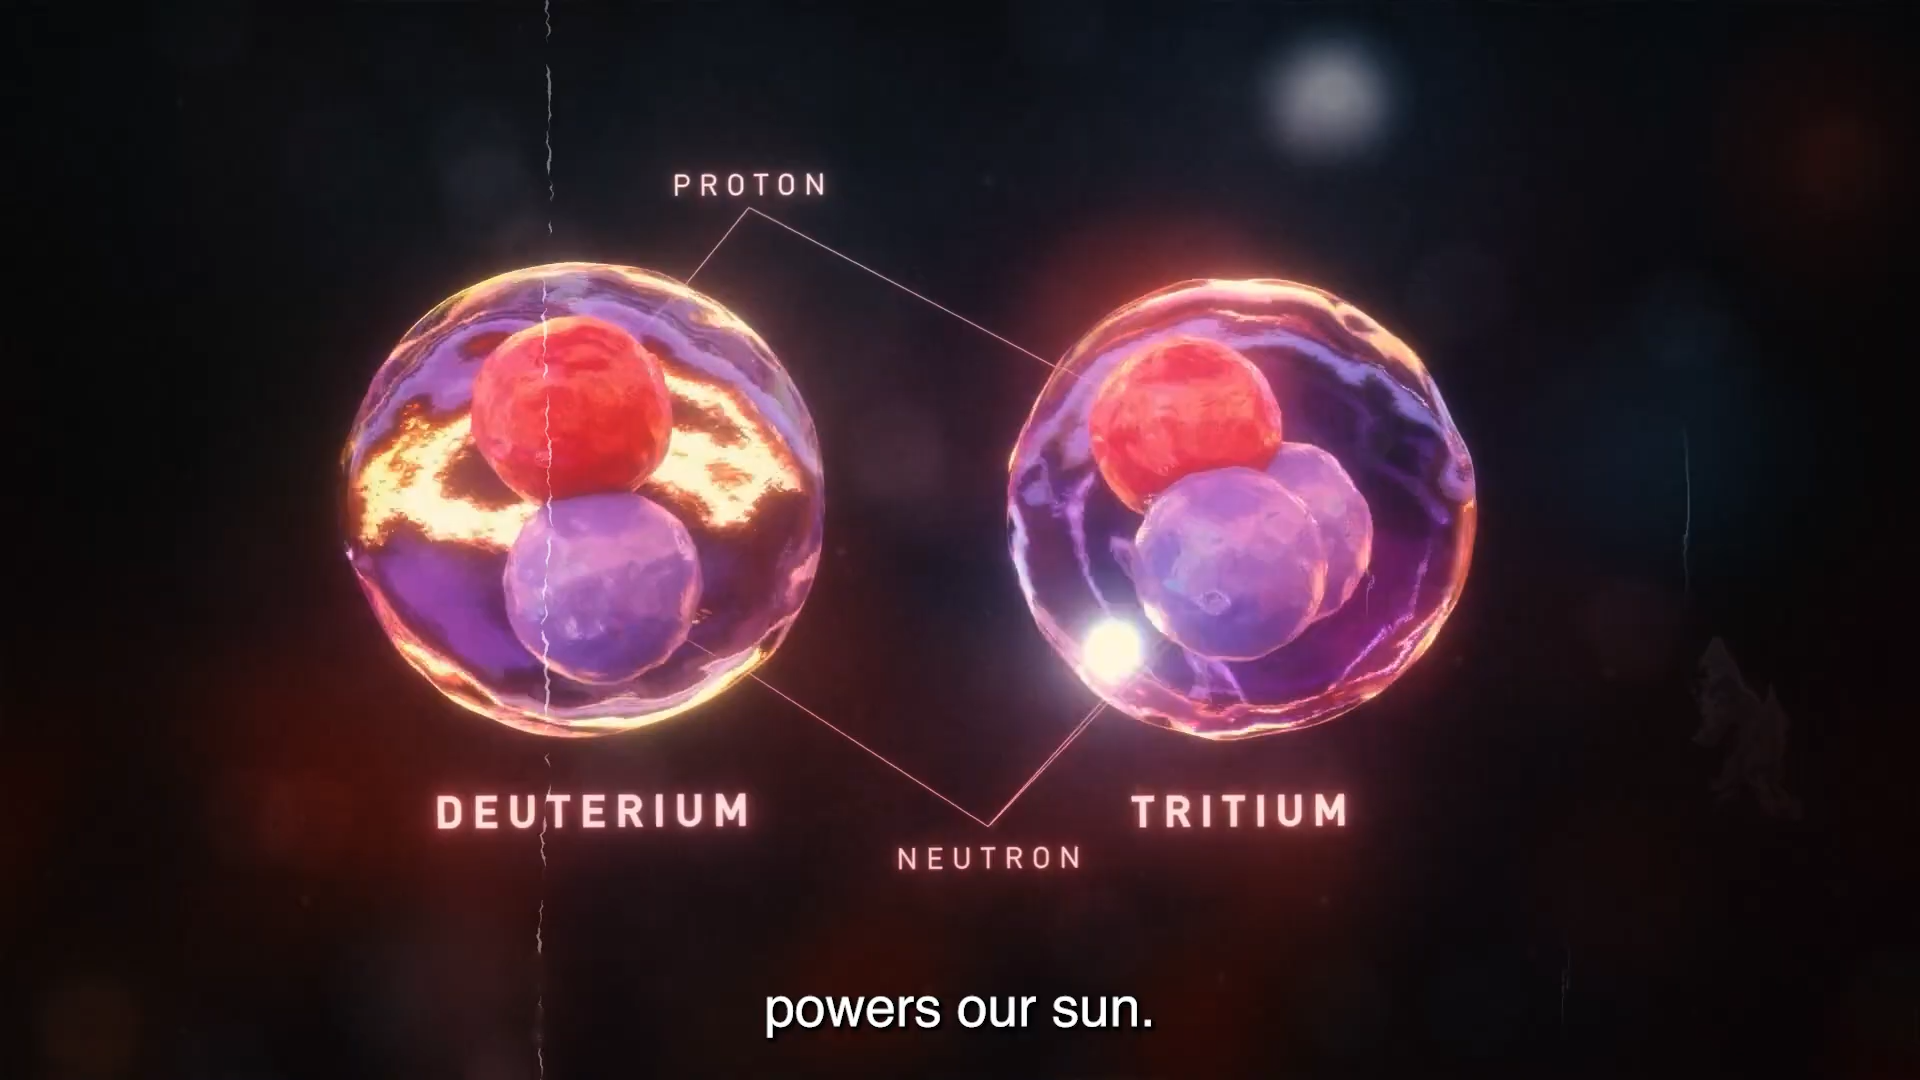 PROTON
DEUTERIUM
TRITIUM
NEUTRON
powers our sun.